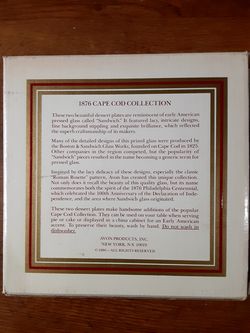 1876 CAPE COD COLLECTION
These two beautiful dessert plates are reminiscent of early American
pressed glass called "Sandwich." It featured lacy, intricate designs,
fine background stippling and exquisite brilliance, which reflected
the superb craftsmanship of its makers.
Many of the detailed designs of this prized glass were produced by
the Boston & Sandwich Glass Works, founded on Cape Cod in 1825.
Other companies in the region competed, but the popularity of
"Sandwich" pieces resulted in the name becoming a generic term for
pressed glass.
Inspired by the lacy delicacy of these designs, especially the classic
"Roman Rosette" pattern, Avon has created this unique collection.
Not only does it recall the beauty of this quality glass, but its name
commemorates both the spirit of the 1876 Philadelphia Centennial,
which celebrated the 100th anniversary of the Declaration of Inde-
pendence, and the area where Sandwich glass originated.
These two dessert plates make handsome additions of the popular
Cape Cod Collection. They can be used on your table when serving
pie or cake or displayed in a china cabinet for an Early American
accent. To preserve their beauty, wash by hand. Do not wash in
dishwasher.
AVON PRODUCTS, INC.
NEW YORK, N.Y. 10019
ALL RIGHTS RESERVED